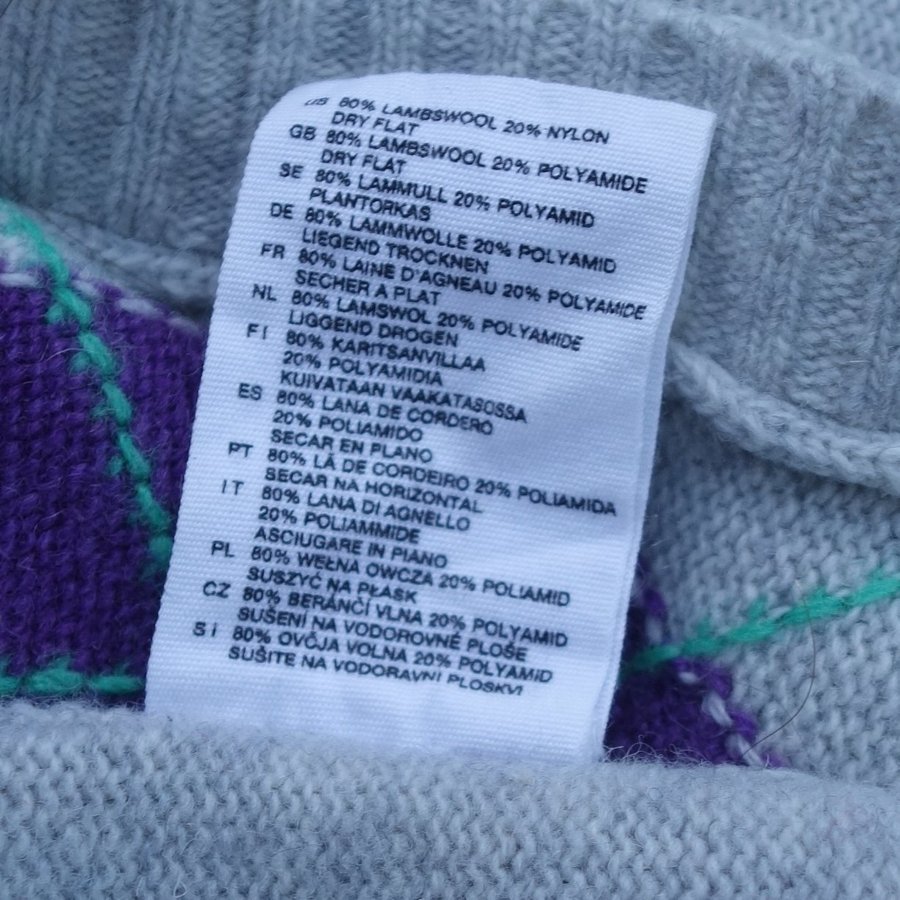 US 80% LAMBSWOOL 20% NYLON
DRY FLAT
GB 80% LAMBSWOOL 20% POLYAMIDE
DRY FLAT
SE 80% LAMMULL 20% POLYAMID
PLANTORKAS
DE 80% LAMMWOLLE 20% POLYAMID
LIEGEND TROCKNEN
FR 80% LAINE D'AGNEAU 20% POLYAMIDE
SECHER A PLAT
NL 80% LAMSWOL 20% POLYAMIDE
LIGGEND DROGEN
FI 80% KARITSANVILLAA
20% POLYAMIDIA
KUIVATAAN VAAKATASOSSA
ES 80% LANA DE CORDERO
20% POLIAMIDO
SECAR EN PLANO
PT 80% LÃ DE CORDEIRO 20% POLIAMIDA
SECAR NA HORIZONTAL
IT 80% LANA DI AGNELLO
20% POLIAMMIDE
ASCIUGARE IN PIANO
PL 80% WEŁNA OWCZA 20% POLIAMID
SUSZYĆ NA PŁASK
CZ 80% BERÁNČÍ VLNA 20% POLYAMID
SUŠENÍ NA VODOROVNÉ PLOŠE
SI 80% OVČJA VOLNA 20% POLYAMID
SUŠITE NA VODORAVNI PLOSKVI